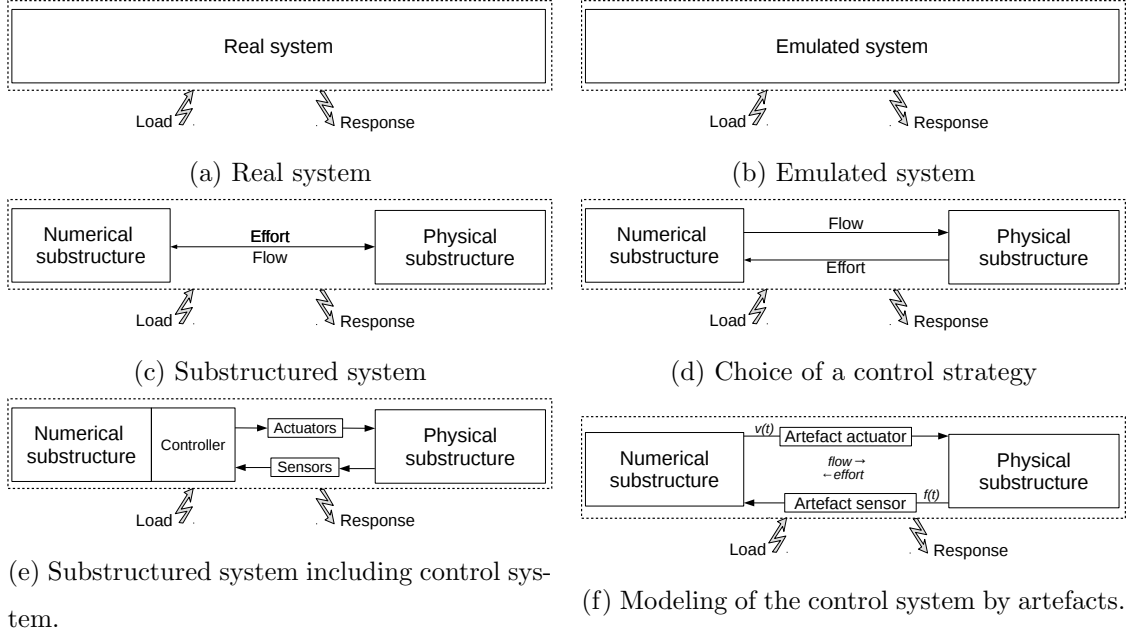 Real system
Load
Response
(a) Real system
Emulated system
Load
Response
(b) Emulated system
Numerical
substructure
Effort
Flow
Physical
substructure
Load
Response
(c) Substructured system
Numerical
substructure
Flow
Effort
Physical
substructure
Load
Response
(d) Choice of a control strategy
Numerical
substructure
Controller
Actuators
Sensors
Physical
substructure
Load
Response
(e) Substructured system including control sys-
tem.
Numerical
substructure
v(t)
Artefact actuator
flow→
←effort
Artefact sensor
f(t)
Physical
substructure
Load
Response
(f) Modeling of the control system by artefacts.